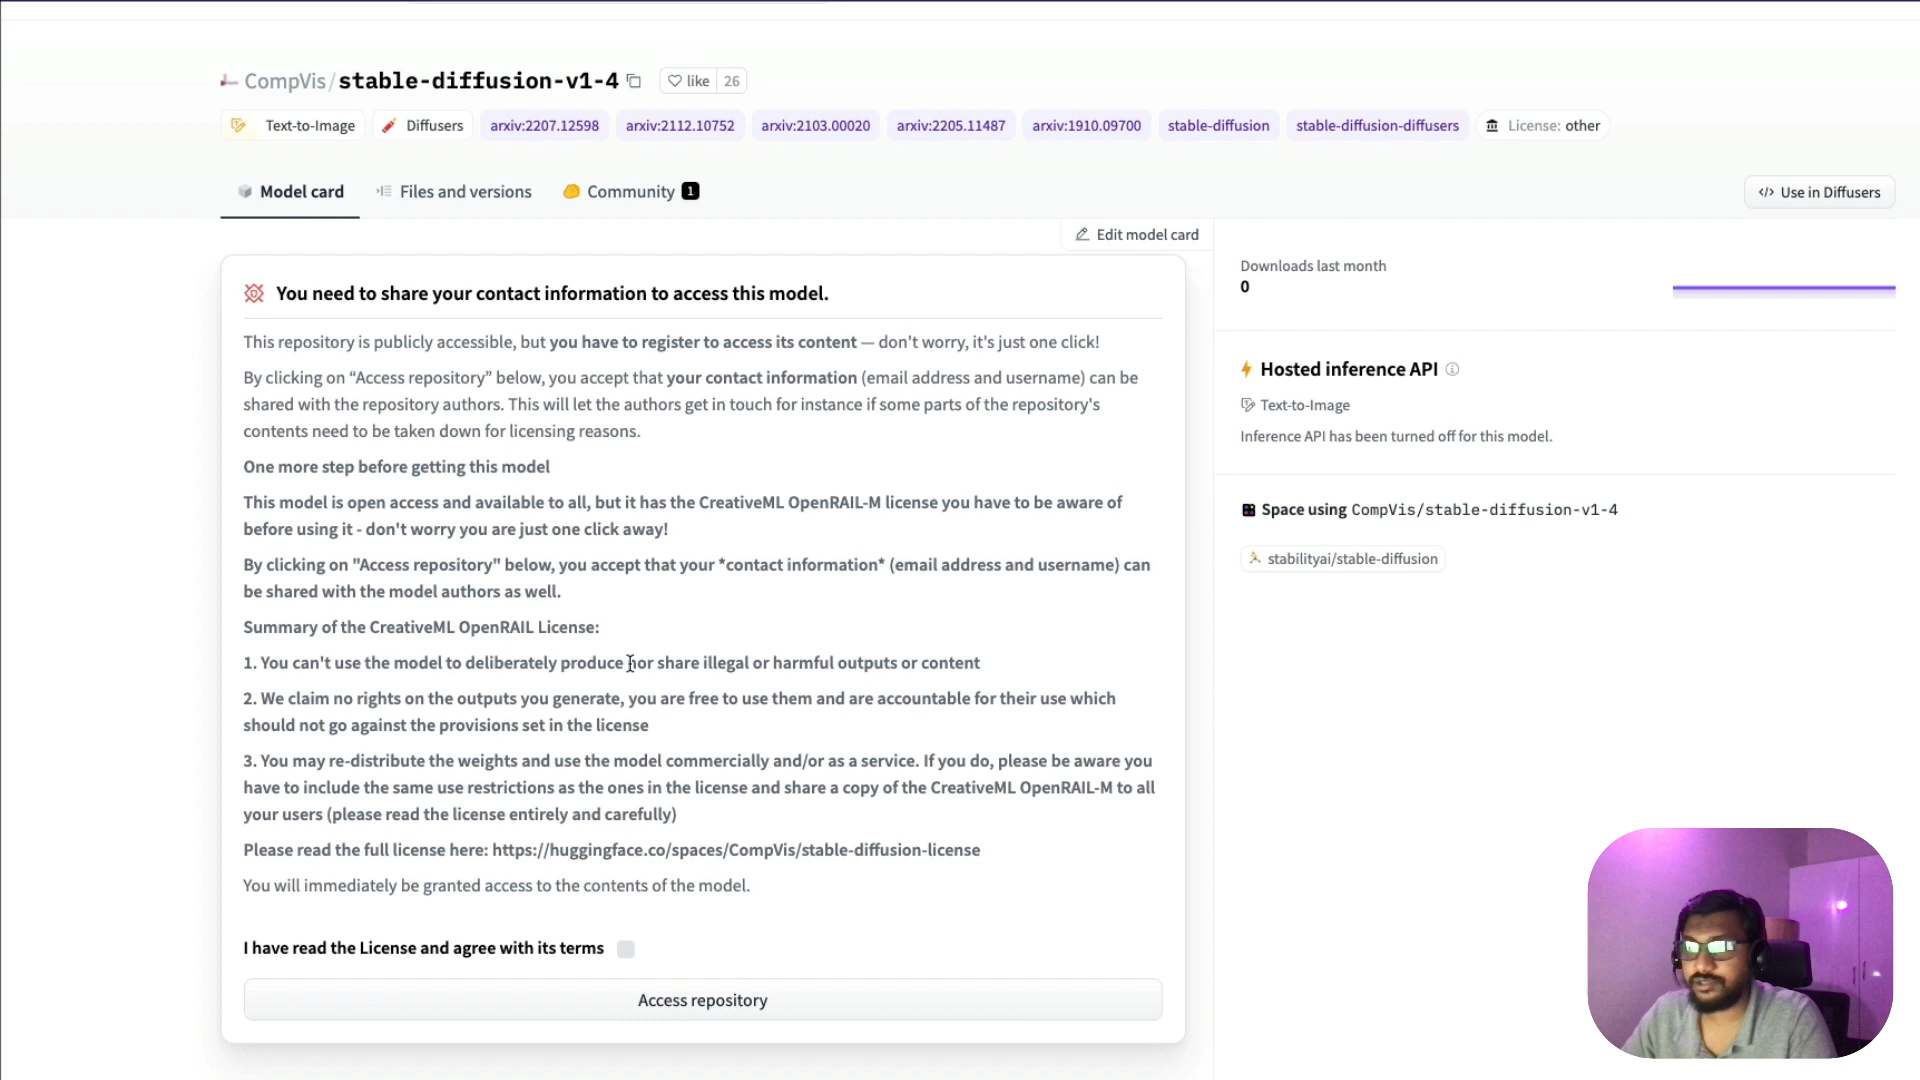 CompVis/stable-diffusion-v1-4 like 26
Text-to-Image Diffusers arxiv:2207.12598 arxiv:2112.10752 arxiv:2103.00020 arxiv:2205.11487 arxiv:1910.09700 stable-diffusion stable-diffusion-diffusers License: other
Model card Files and versions Community 1 Use in Diffusers
Edit model card
You need to share your contact information to access this model.
This repository is publicly accessible, but you have to register to access its content — don't worry, it's just one click!
By clicking on “Access repository” below, you accept that your contact information (email address and username) can be
shared with the repository authors. This will let the authors get in touch for instance if some parts of the repository's
contents need to be taken down for licensing reasons.
One more step before getting this model
This model is open access and available to all, but it has the CreativeML OpenRAIL-M license you have to be aware of
before using it - don't worry you are just one click away!
By clicking on "Access repository" below, you accept that your *contact information* (email address and username) can
be shared with the model authors as well.
Summary of the CreativeML OpenRAIL License:
1. You can't use the model to deliberately produce nor share illegal or harmful outputs or content
2. We claim no rights on the outputs you generate, you are free to use them and are accountable for their use which
should not go against the provisions set in the license
3. You may re-distribute the weights and use the model commercially and/or as a service. If you do, please be aware you
have to include the same use restrictions as the ones in the license and share a copy of the CreativeML OpenRAIL-M to all
your users (please read the license entirely and carefully)
Please read the full license here: https://huggingface.co/spaces/CompVis/stable-diffusion-license
You will immediately be granted access to the contents of the model.
I have read the License and agree with its terms
Access repository
Downloads last month
0
Hosted inference API
Text-to-Image
Inference API has been turned off for this model.
Space using CompVis/stable-diffusion-v1-4
stabilityai/stable-diffusion